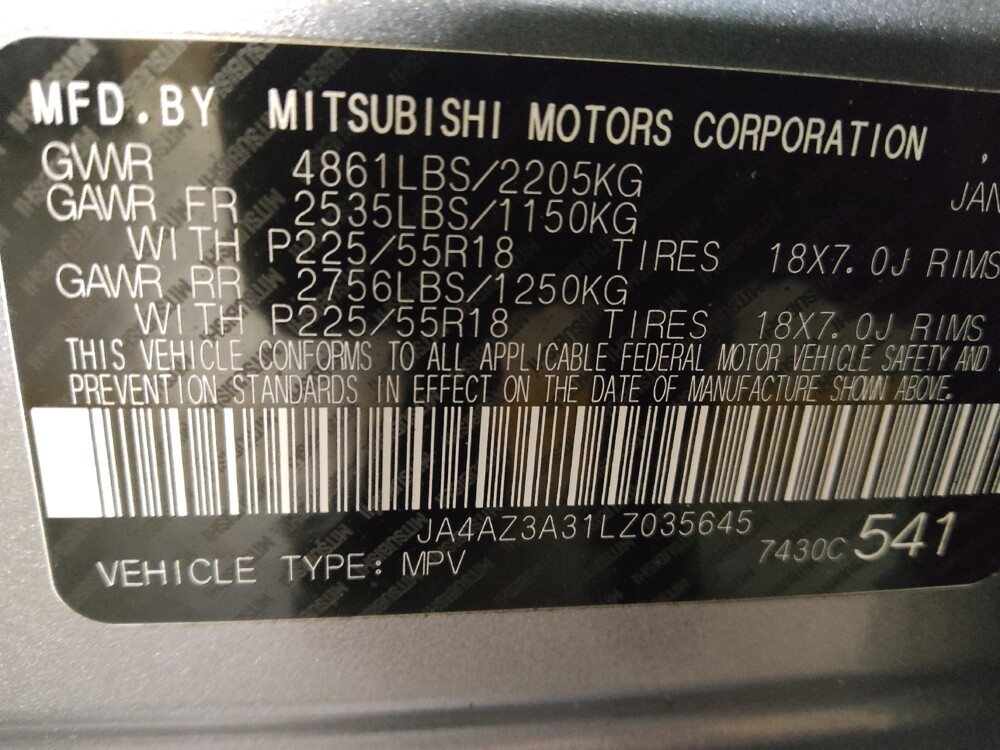 MFD.BY MITSUBISHI MOTORS CORPORATION
GVWR 4861LBS/2205KG JAN
GAWR FR 2535LBS/1150KG
WITH P225/55R18 TIRES 18X7.0J RIMS
GAWR RR 2756LBS/1250KG
WITH P225/55R18 TIRES 18X7.0J RIMS
THIS VEHICLE CONFORMS TO ALL APPLICABLE FEDERAL MOTOR VEHICLE SAFETY AND
PREVENTION STANDARDS IN EFFECT ON THE DATE OF MANUFACTURE SHOWN ABOVE.
JA4AZ3A31LZ035645
7430C 541
VEHICLE TYPE: MPV